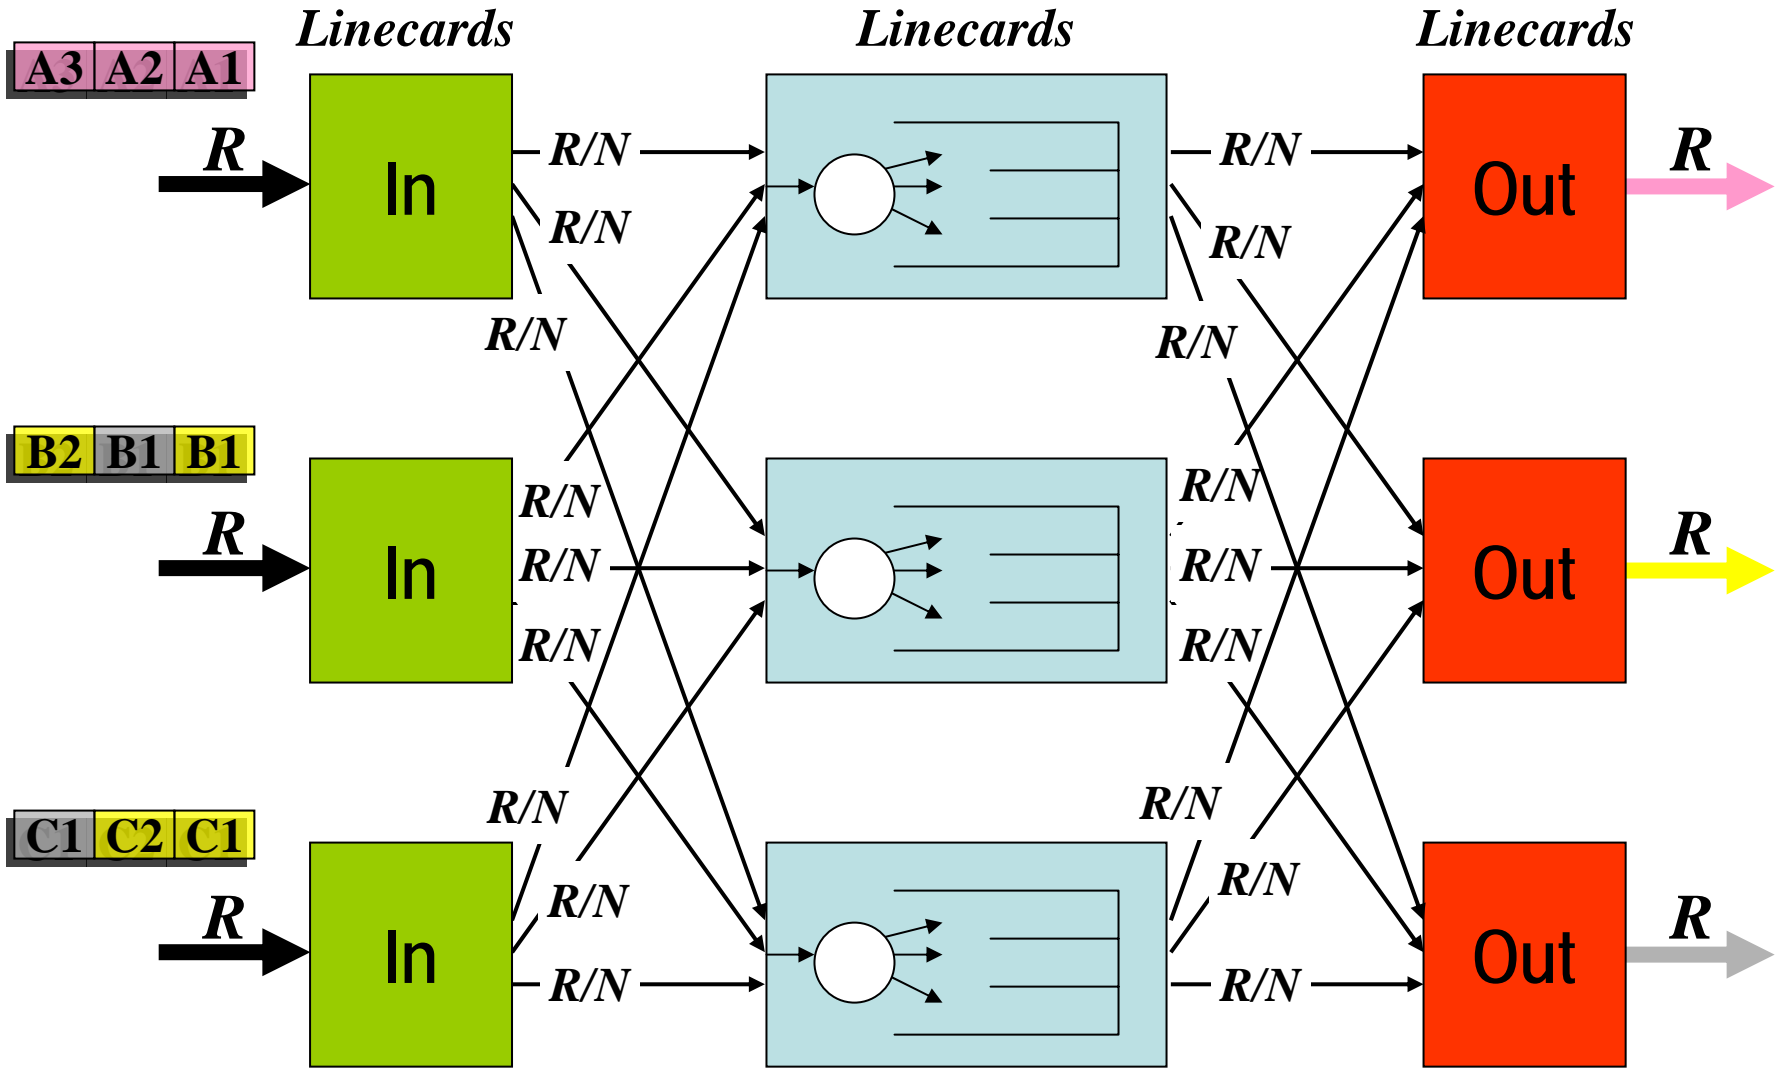 Linecards Linecards Linecards
A3 A2 A1
R
In
R/N
R/N
R/N
R/N
R/N
R/N
Out
R
B2 B1 B1
R
In
R/N
R/N
R/N
R/N
R/N
R/N
Out
R
C1 C2 C1
R
In
R/N
R/N
R/N
R/N
R/N
R/N
Out
R